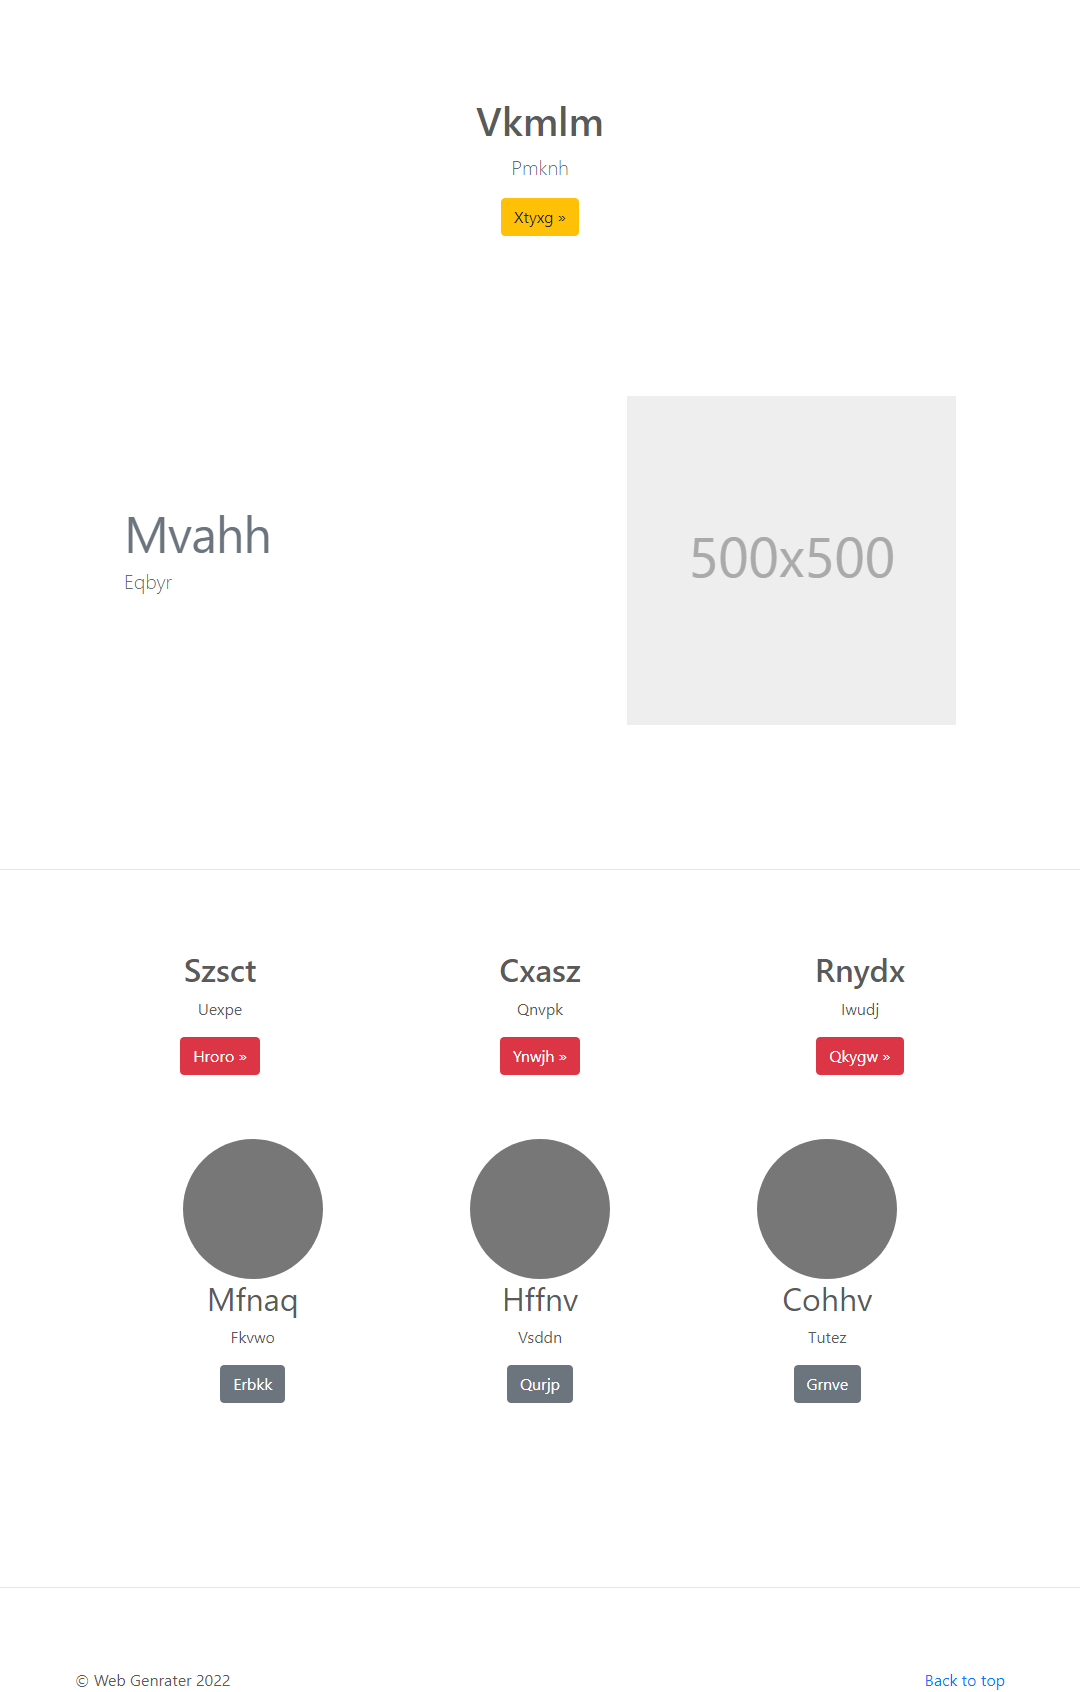 Vkmlm
Pmknh
Xtyxg »
Mvahh
Eqbyr
500x500
Szsct
Uexpe
Hroro »
Cxasz
Qnvpk
Ynwjh »
Rnydx
Iwudj
Qkygw »
Mfnaq
Fkvwo
Erbkk
Hffnv
Vsddn
Qurjp
Cohhv
Tutez
Grnve
© Web Genrater 2022
Back to top